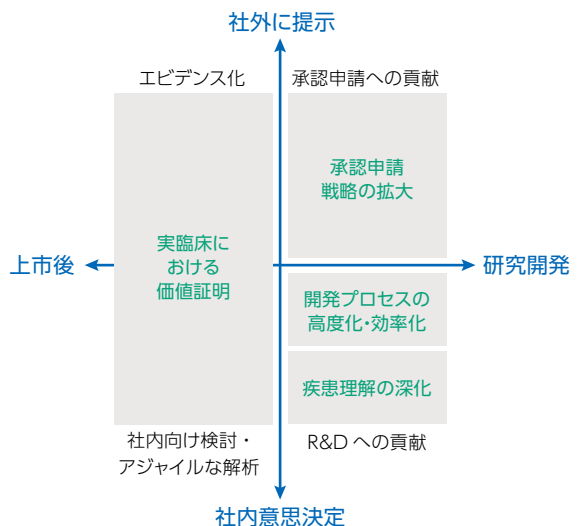 社外に提示
エビデンス化
承認申請への貢献
承認申請
戦略の拡大
実臨床に
おける
価値証明
上市後
研究開発
開発プロセスの
高度化・効率化
疾患理解の深化
社内向け検討・
アジャイルな解析
R&D への貢献
社内意思決定